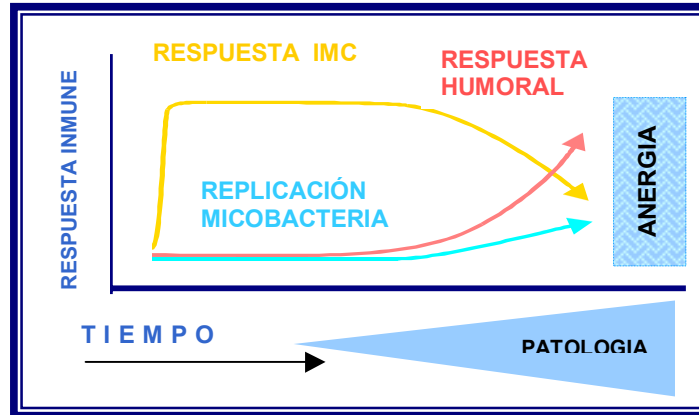 RESPUESTA IMC
RESPUESTA
HUMORAL
RESPUESTA INMUNE
REPLICACIÓN
MICOBACTERIA
ANERGIA
TIEMPO
PATOLOGIA